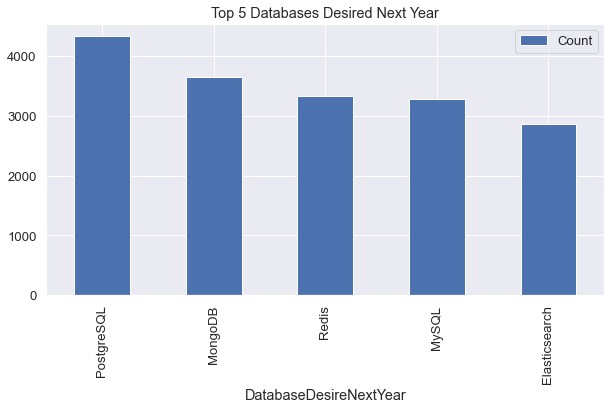 Top 5 Databases Desired Next Year
Count
4000
3000
2000
1000
0
PostgreSQL
MongoDB
Redis
MySQL
Elasticsearch
DatabaseDesireNextYear